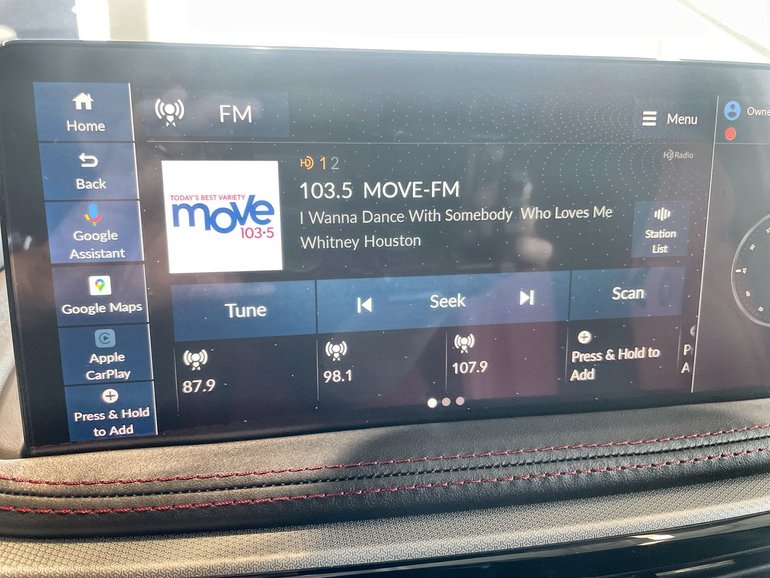 Home
Back
Google
Assistant
Google Maps
Apple
CarPlay
Press & Hold
to Add
FM
Menu
HD Radio
TODAY'S BEST VARIETY
move
103.5
HD 1 2
103.5 MOVE-FM
I Wanna Dance With Somebody Who Loves Me
Whitney Houston
Station
List
Tune
Seek
Scan
87.9
98.1
107.9
Press & Hold to
Add
P
A
Owne